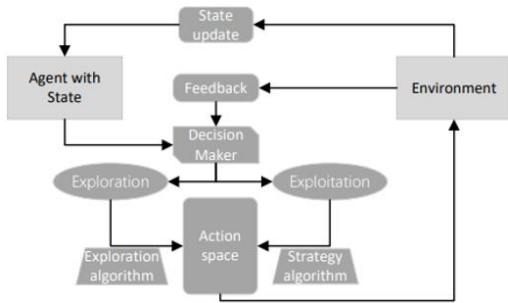 State
update
Agent with
State
Feedback
Environment
Decision
Maker
Exploration
Exploitation
Action
space
Exploration
algorithm
Strategy
algorithm